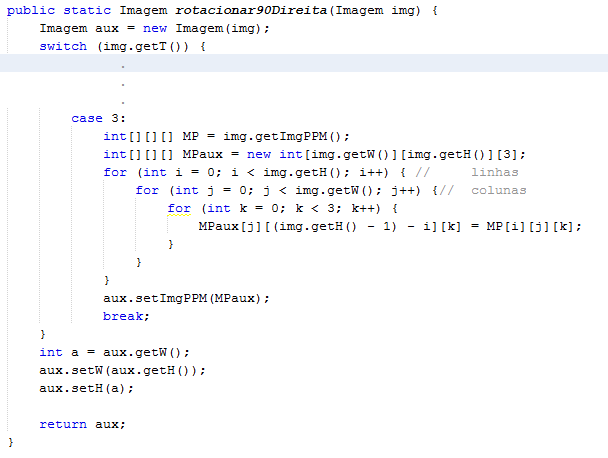 public static Imagem rotacionar90Direita(Imagem img) {
    Imagem aux = new Imagem(img);
    switch (img.getT()) {
              .
              .
              .
        case 3:
            int[][][] MP = img.getImgPPM();
            int[][][] MPaux = new int[img.getW()][img.getH()][3];
            for (int i = 0; i < img.getH(); i++) { //     linhas
                for (int j = 0; j < img.getW(); j++) {//  colunas
                    for (int k = 0; k < 3; k++) {
                        MPaux[j][(img.getH() - 1) - i][k] = MP[i][j][k];
                    }
                }
            }
            aux.setImgPPM(MPaux);
            break;
    }
    int a = aux.getW();
    aux.setW(aux.getH());
    aux.setH(a);

    return aux;
}